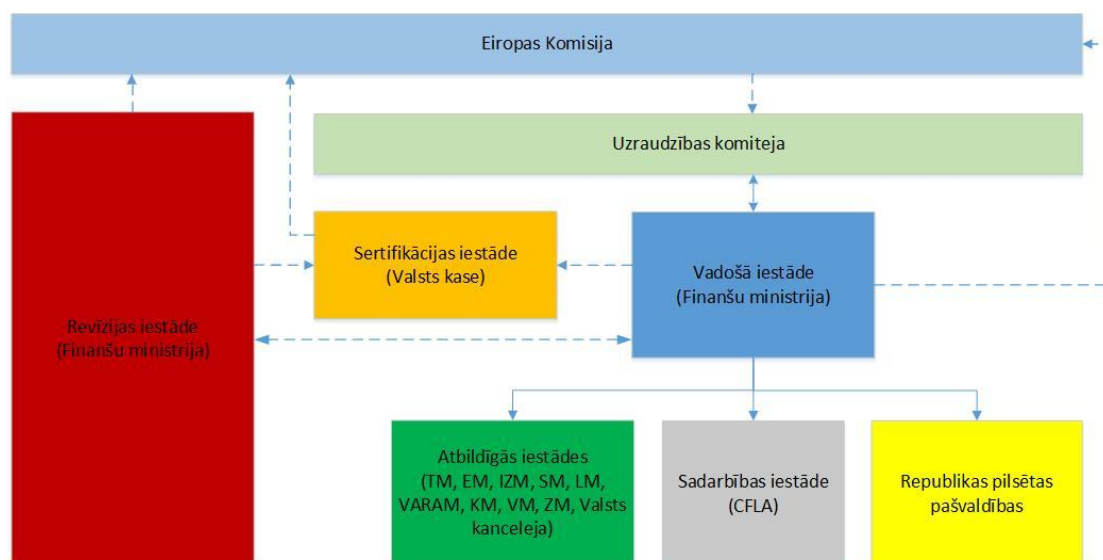 Eiropas Komisija
Uzraudzības komiteja
Sertifikācijas iestāde
(Valsts kase)
Vadošā iestāde
(Finanšu ministrija)
Revīzijas iestāde
(Finanšu ministrija)
Atbildīgās iestādes
(TM, EM, IZM, SM, LM,
VARAM, KM, VM, ZM, Valsts
kanceleja)
Sadarbības iestāde
(CFLA)
Republikas pilsētas
pašvaldības